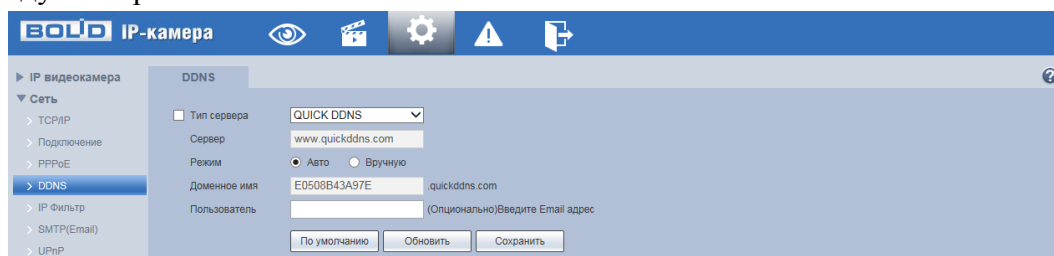 BOLID IP-камера
IP видеокамера
DDNS
Сеть
TCP/IP
Подключение
PPPoE
DDNS
IP Фильтр
SMTP(Email)
UPnP
Тип сервера QUICK DDNS
Сервер www.quickddns.com
Режим Авто Вручную
Доменное имя E0508B43A97E .quickddns.com
Пользователь (Опционально)Введите Email адрес
По умолчанию Обновить Сохранить